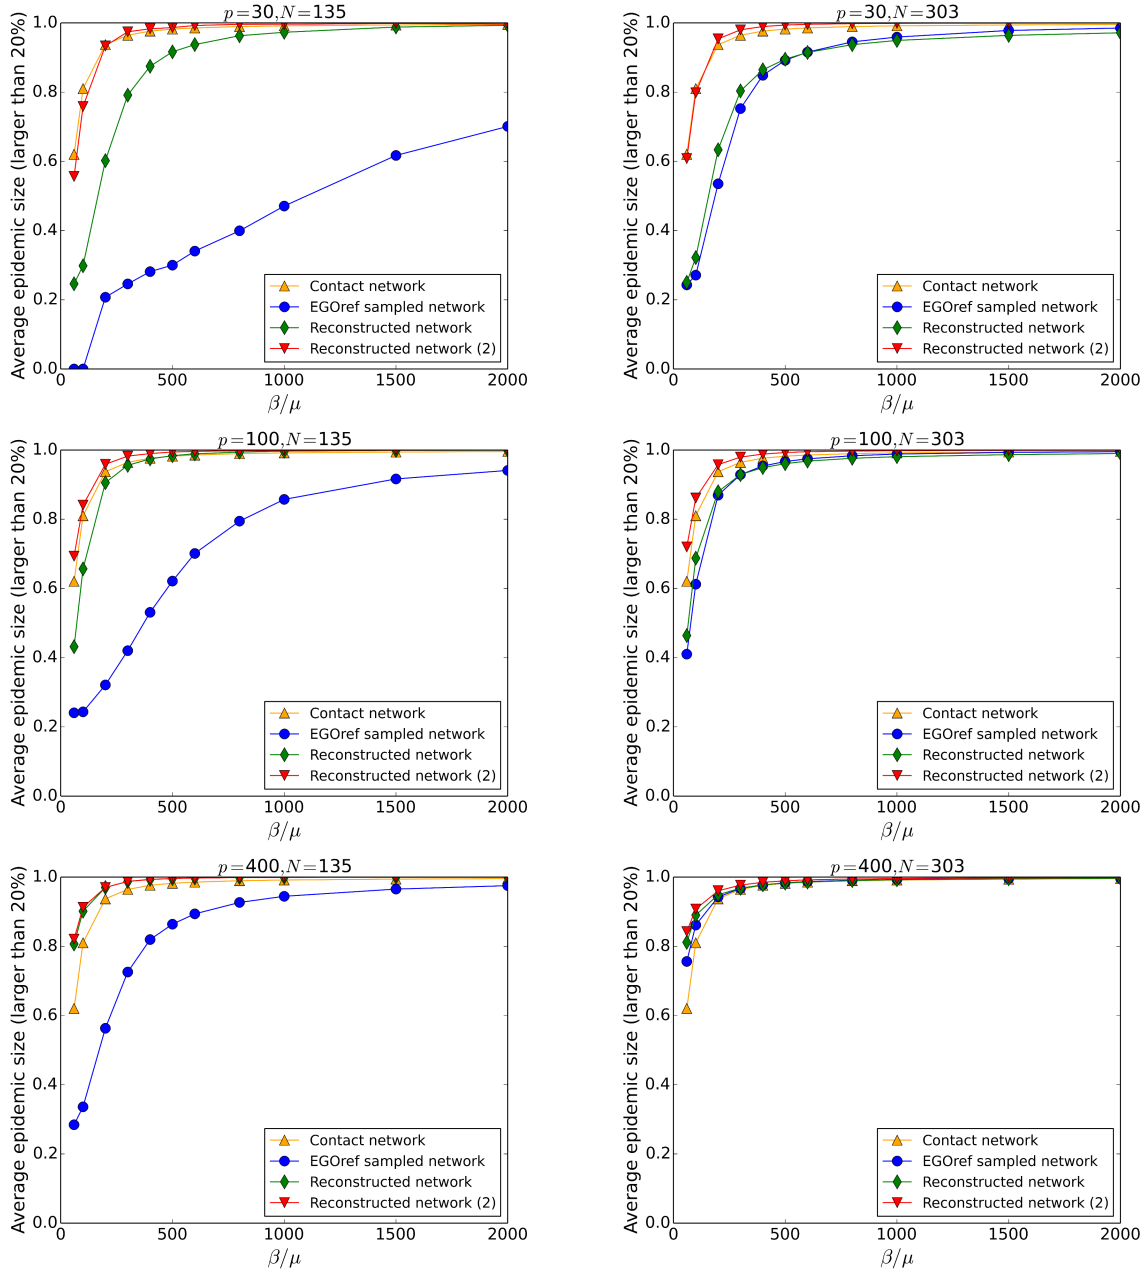 p=30,N=135
Average epidemic size (larger than 20%)
1.0
0.8
0.6
0.4
0.2
0.0
Contact network
EGOref sampled network
Reconstructed network
Reconstructed network (2)
0 500 1000 1500 2000
β/μ
p=30,N=303
Average epidemic size (larger than 20%)
1.0
0.8
0.6
0.4
0.2
0.0
Contact network
EGOref sampled network
Reconstructed network
Reconstructed network (2)
0 500 1000 1500 2000
β/μ
p=100,N=135
Average epidemic size (larger than 20%)
1.0
0.8
0.6
0.4
0.2
0.0
Contact network
EGOref sampled network
Reconstructed network
Reconstructed network (2)
0 500 1000 1500 2000
β/μ
p=100,N=303
Average epidemic size (larger than 20%)
1.0
0.8
0.6
0.4
0.2
0.0
Contact network
EGOref sampled network
Reconstructed network
Reconstructed network (2)
0 500 1000 1500 2000
β/μ
p=400,N=135
Average epidemic size (larger than 20%)
1.0
0.8
0.6
0.4
0.2
0.0
Contact network
EGOref sampled network
Reconstructed network
Reconstructed network (2)
0 500 1000 1500 2000
β/μ
p=400,N=303
Average epidemic size (larger than 20%)
1.0
0.8
0.6
0.4
0.2
0.0
Contact network
EGOref sampled network
Reconstructed network
Reconstructed network (2)
0 500 1000 1500 2000
β/μ